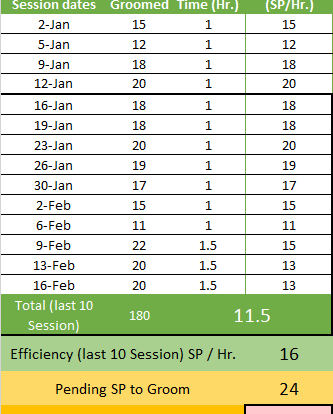 Session dates Groomed Time (Hr.) (SP/Hr.)
2-Jan 15 1 15
5-Jan 12 1 12
9-Jan 18 1 18
12-Jan 20 1 20
16-Jan 18 1 18
19-Jan 18 1 18
23-Jan 20 1 20
26-Jan 19 1 19
30-Jan 17 1 17
2-Feb 15 1 15
6-Feb 11 1 11
9-Feb 22 1.5 15
13-Feb 20 1.5 13
16-Feb 20 1.5 13
Total (last 10
Session) 180 11.5
Efficiency (last 10 Session) SP / Hr. 16
Pending SP to Groom 24